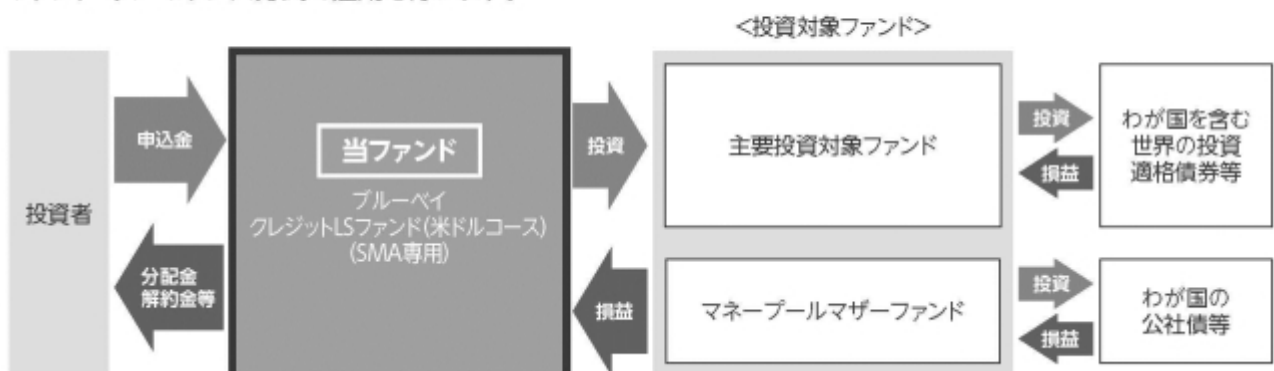 <投資対象ファンド>
投資者
申込金
分配金
解約金等
当ファンド
ブルーベイ
クレジットLSファンド(米ドルコース)
(SMA専用)
投資
損益
主要投資対象ファンド
投資
損益
わが国を含む
世界の投資
適格債券等
マネープールマザーファンド
投資
損益
わが国の
公社債等